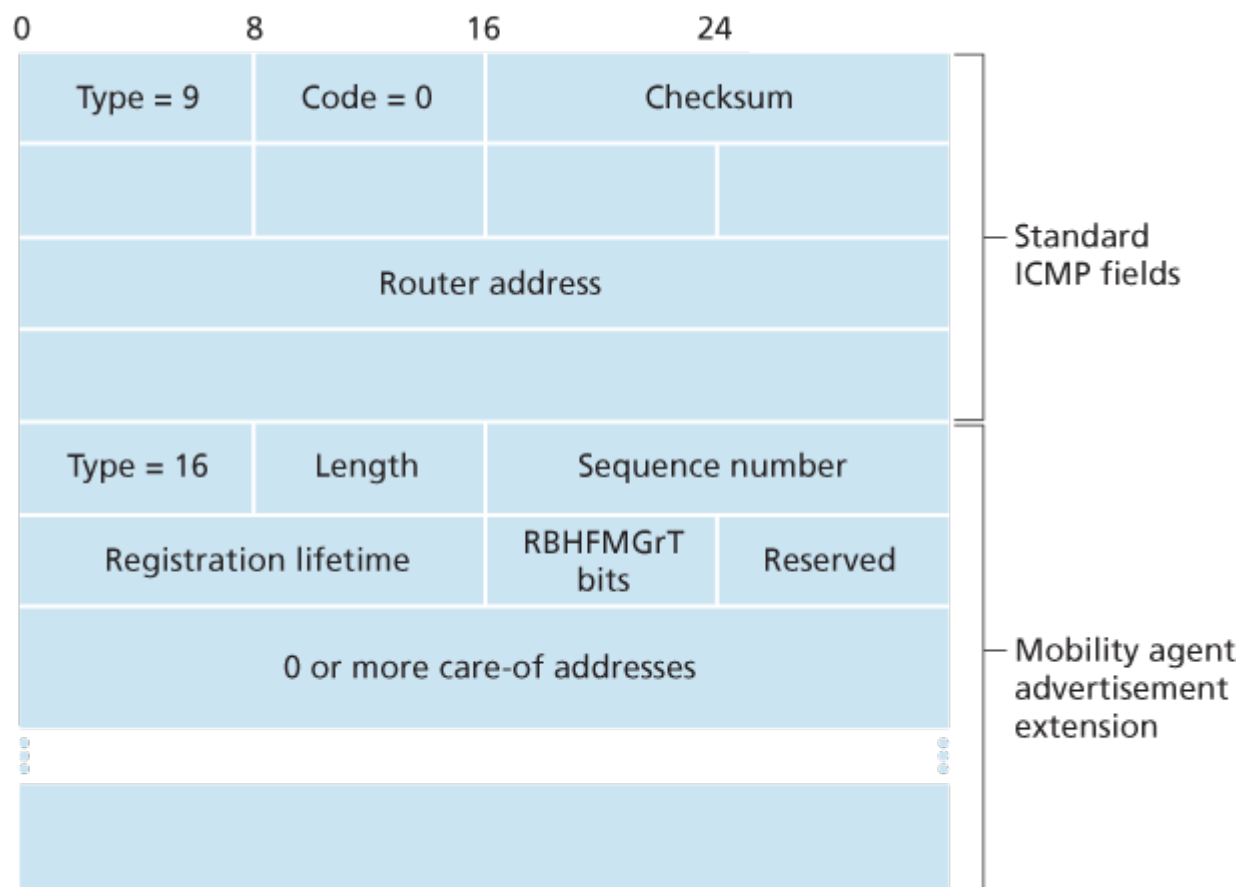 0 8 16 24
Type = 9 Code = 0 Checksum
Router address
Standard
ICMP fields
Type = 16 Length Sequence number
Registration lifetime RBHFMGrT
bits Reserved
0 or more care-of addresses
Mobility agent
advertisement
extension